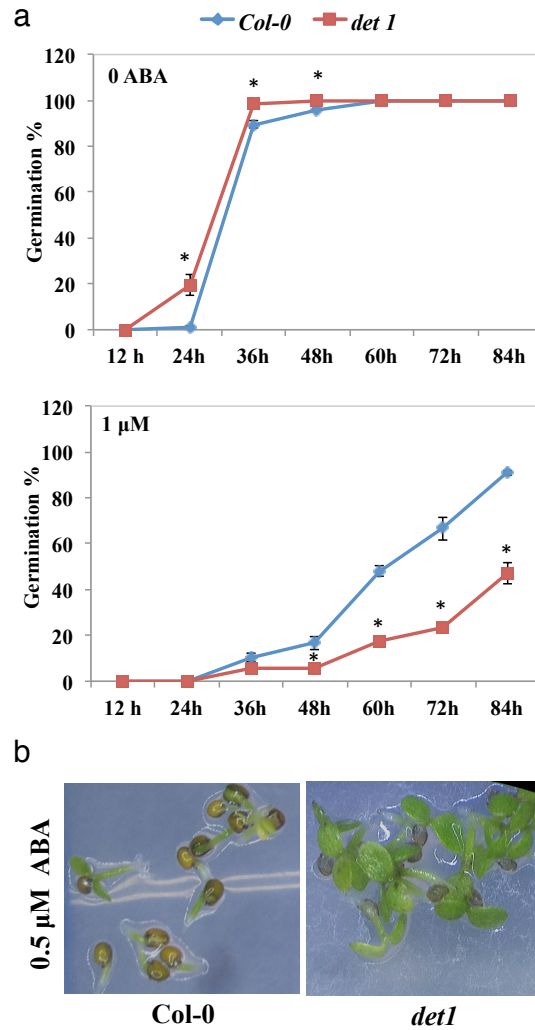 a
Col-0 det 1
0 ABA
Germination %
120
100
80
60
40
20
0
* * *
12 h 24h 36h 48h 60h 72h 84h
1 μM
Germination %
120
100
80
60
40
20
0
* * * * *
12 h 24h 36h 48h 60h 72h 84h
b
0.5 μM ABA
Col-0 det1